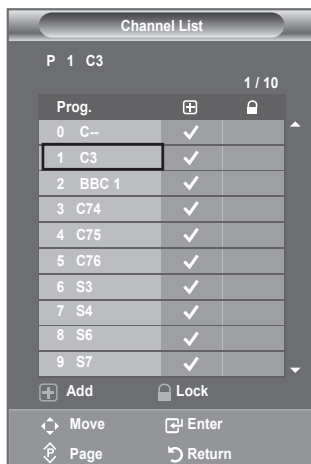 Channel List
P 1 C3
1 / 10
Prog.
0 C--
1 C3
2 BBC 1
3 C74
4 C75
5 C76
6 S3
7 S4
8 S6
9 S7
Add Lock
Move Enter
P Page Return